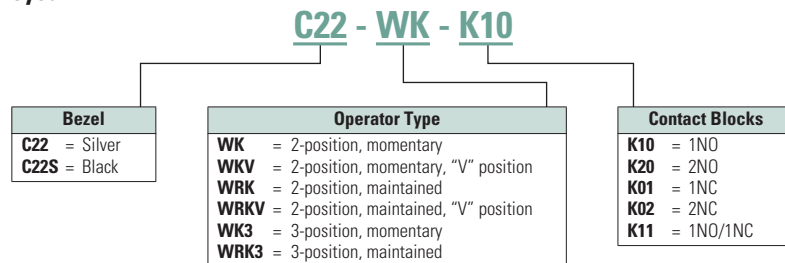 C22 - WK - K10
Bezel
C22 = Silver
C22S = Black
Operator Type
WK = 2-position, momentary
WKV = 2-position, momentary, “V” position
WRK = 2-position, maintained
WRKV = 2-position, maintained, “V” position
WK3 = 3-position, momentary
WRK3 = 3-position, maintained
Contact Blocks
K10 = 1NO
K20 = 2NO
K01 = 1NC
K02 = 2NC
K11 = 1NO/1NC